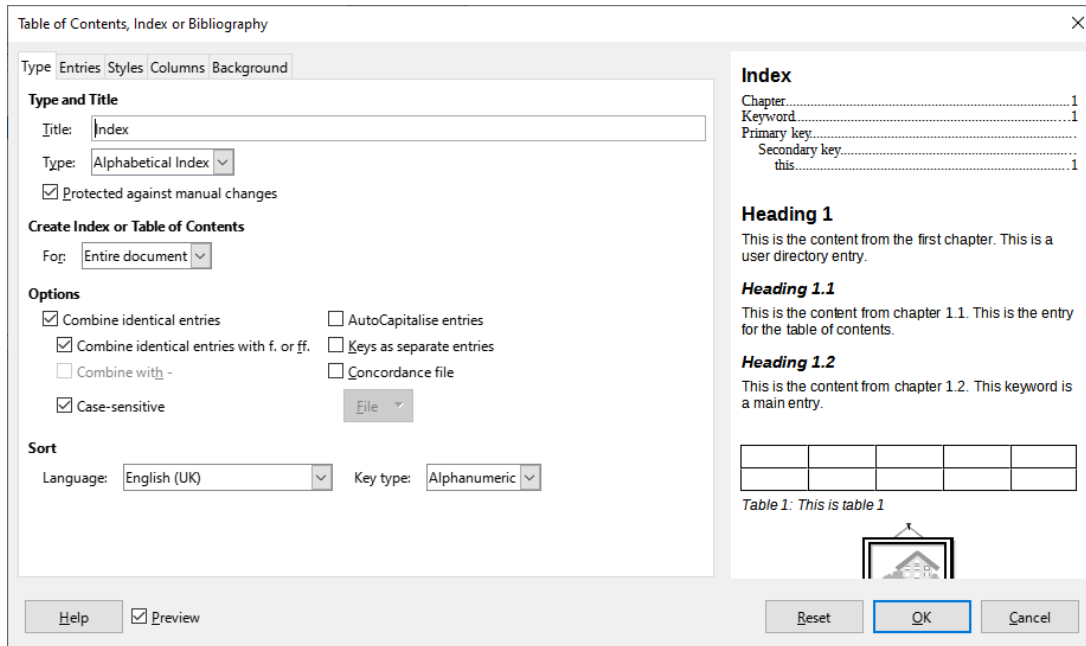 Table of Contents, Index or Bibliography
Type Entries Styles Columns Background
Type and Title
Title: Index
Type: Alphabetical Index
Protected against manual changes
Create Index or Table of Contents
For: Entire document
Options
Combine identical entries
AutoCapitalise entries
Combine identical entries with f. or ff.
Keys as separate entries
Combine with -
Concordance file
Case-sensitive
File
Sort
Language: English (UK)
Key type: Alphanumeric
Index
Chapter....................................................................1
Keyword..................................................................1
Primary key..............................................................
Secondary key........................................................
this....................................................................1
Heading 1
This is the content from the first chapter. This is a
user directory entry.
Heading 1.1
This is the content from chapter 1.1. This is the entry
for the table of contents.
Heading 1.2
This is the content from chapter 1.2. This keyword is
a main entry.
Table 1: This is table 1
Help
Preview
Reset
OK
Cancel